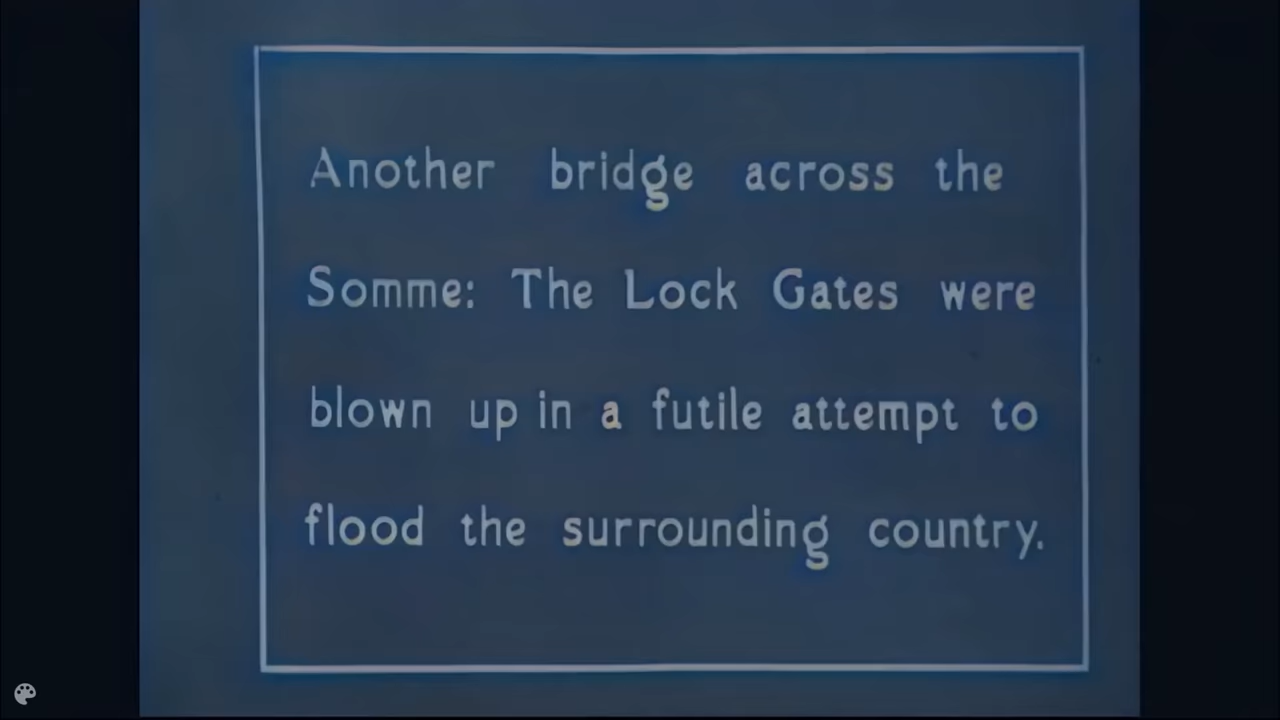 Another bridge across the
Somme: The Lock Gates were
blown up in a futile attempt to
flood the surrounding country.